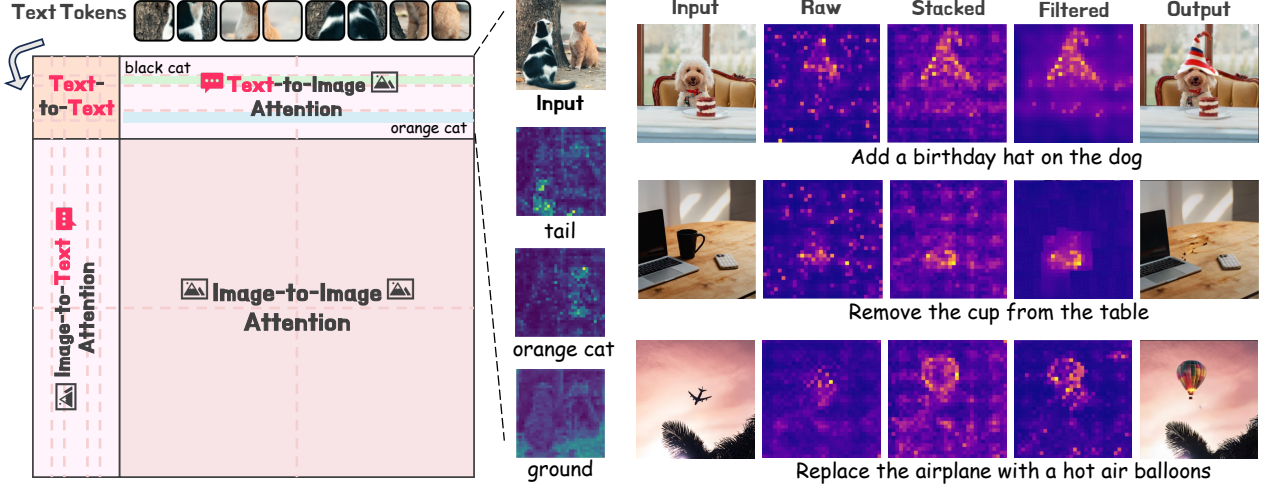 Text Tokens
Text-
to-Text
black cat
Text-to-Image
Attention
orange cat
Image-to-Text
Attention
Image-to-Image
Attention
Input
tail
orange cat
ground
Input Raw Stacked Filtered Output
Add a birthday hat on the dog
Remove the cup from the table
Replace the airplane with a hot air balloons